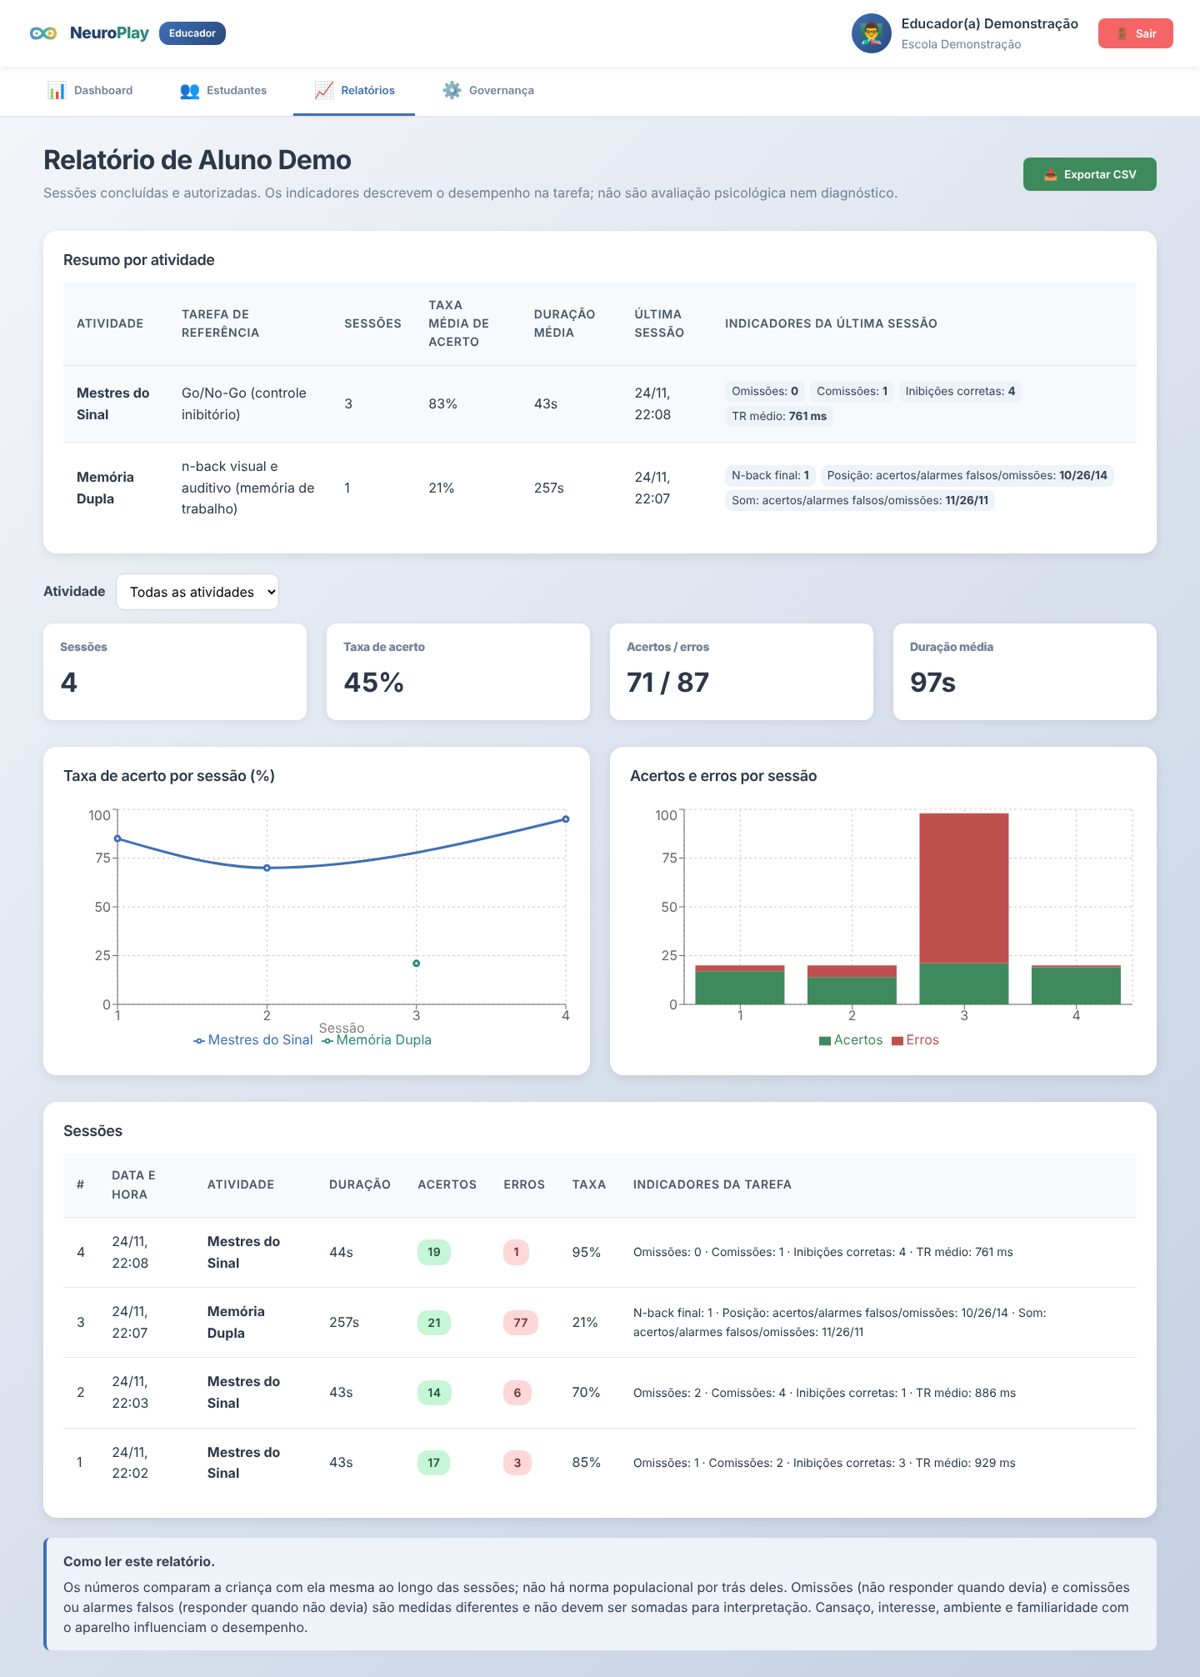 NeuroPlay Educador
Educador(a) Demonstração
Escola Demonstração
Sair
Dashboard Estudantes Relatórios Governança
Relatório de Aluno Demo
Sessões concluídas e autorizadas. Os indicadores descrevem o desempenho na tarefa; não são avaliação psicológica nem diagnóstico.
Exportar CSV
Resumo por atividade
ATIVIDADE TAREFA DE REFERÊNCIA SESSÕES TAXA MÉDIA DE ACERTO DURAÇÃO MÉDIA ÚLTIMA SESSÃO INDICADORES DA ÚLTIMA SESSÃO
Mestres do Sinal Go/No-Go (controle inibitório) 3 83% 43s 24/11, 22:08 Omissões: 0 Comissões: 1 Inibições corretas: 4
TR médio: 761 ms
Memória Dupla n-back visual e auditivo (memória de trabalho) 1 21% 257s 24/11, 22:07 N-back final: 1 Posição: acertos/alarmes falsos/omissões: 10/26/14
Som: acertos/alarmes falsos/omissões: 11/26/11
Atividade Todas as atividades
Sessões
4
Taxa de acerto
45%
Acertos / erros
71 / 87
Duração média
97s
Taxa de acerto por sessão (%)
100
75
50
25
0
1 2 3 4
Sessão
Mestres do Sinal Memória Dupla
Acertos e erros por sessão
100
75
50
25
0
1 2 3 4
Acertos Erros
Sessões
# DATA E HORA ATIVIDADE DURAÇÃO ACERTOS ERROS TAXA INDICADORES DA TAREFA
4 24/11, 22:08 Mestres do Sinal 44s 19 1 95% Omissões: 0 · Comissões: 1 · Inibições corretas: 4 · TR médio: 761 ms
3 24/11, 22:07 Memória Dupla 257s 21 77 21% N-back final: 1 · Posição: acertos/alarmes falsos/omissões: 10/26/14 · Som:
acertos/alarmes falsos/omissões: 11/26/11
2 24/11, 22:03 Mestres do Sinal 43s 14 6 70% Omissões: 2 · Comissões: 4 · Inibições corretas: 1 · TR médio: 886 ms
1 24/11, 22:02 Mestres do Sinal 43s 17 3 85% Omissões: 1 · Comissões: 2 · Inibições corretas: 3 · TR médio: 929 ms
Como ler este relatório.
Os números comparam a criança com ela mesma ao longo das sessões; não há norma populacional por trás deles. Omissões (não responder quando devia) e comissões
ou alarmes falsos (responder quando não devia) são medidas diferentes e não devem ser somadas para interpretação. Cansaço, interesse, ambiente e familiaridade com
o aparelho influenciam o desempenho.